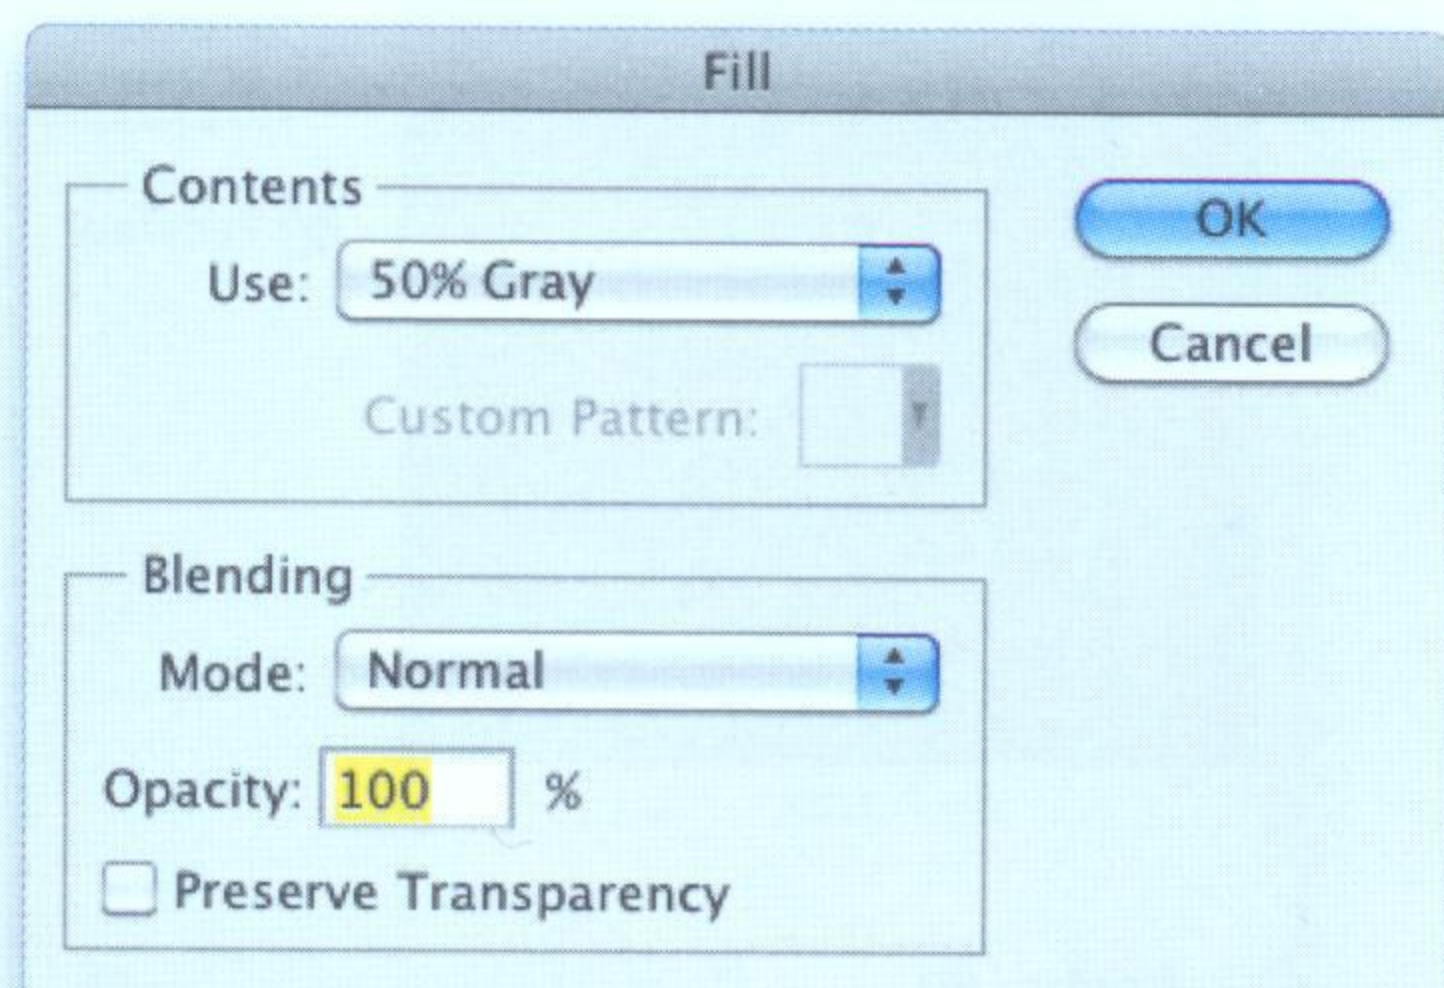 Fill
Contents
Use: 50% Gray
Custom Pattern:
OK
Cancel
Blending
Mode: Normal
Opacity: 100 %
Preserve Transparency